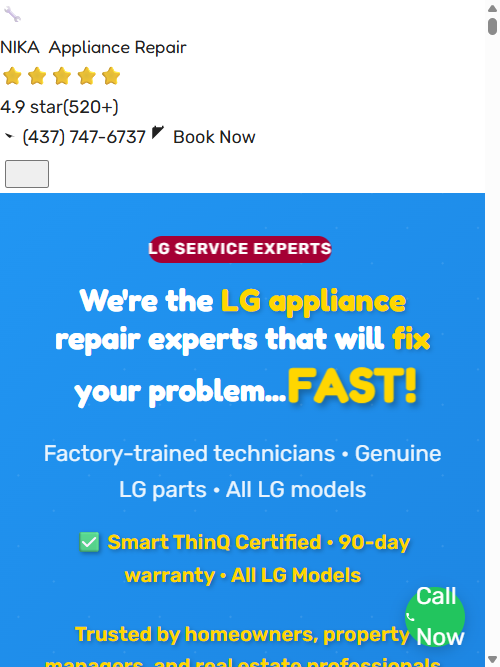 NIKA Appliance Repair
4.9 star(520+)
(437) 747-6737 Book Now
LG SERVICE EXPERTS
We're the LG appliance
repair experts that will fix
your problem...FAST!
Factory-trained technicians • Genuine
LG parts • All LG models
✅ Smart ThinQ Certified • 90-day
warranty • All LG Models
Call
Now
Trusted by homeowners, property
managers, and real estate professionals